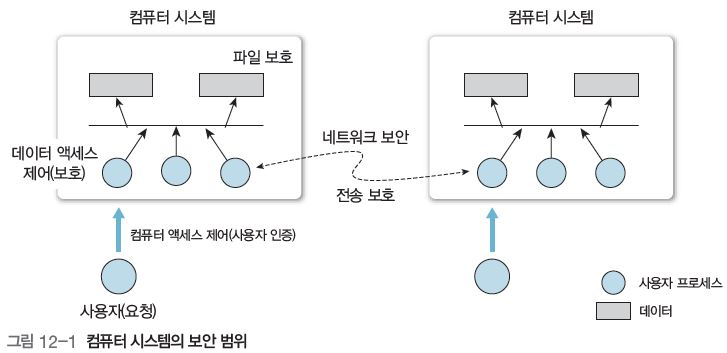 컴퓨터 시스템
컴퓨터 시스템
파일 보호
데이터 액세스
제어(보호)
네트워크 보안
전송 보호
컴퓨터 액세스 제어(사용자 인증)
사용자(요청)
사용자 프로세스
데이터
그림 12-1 컴퓨터 시스템의 보안 범위